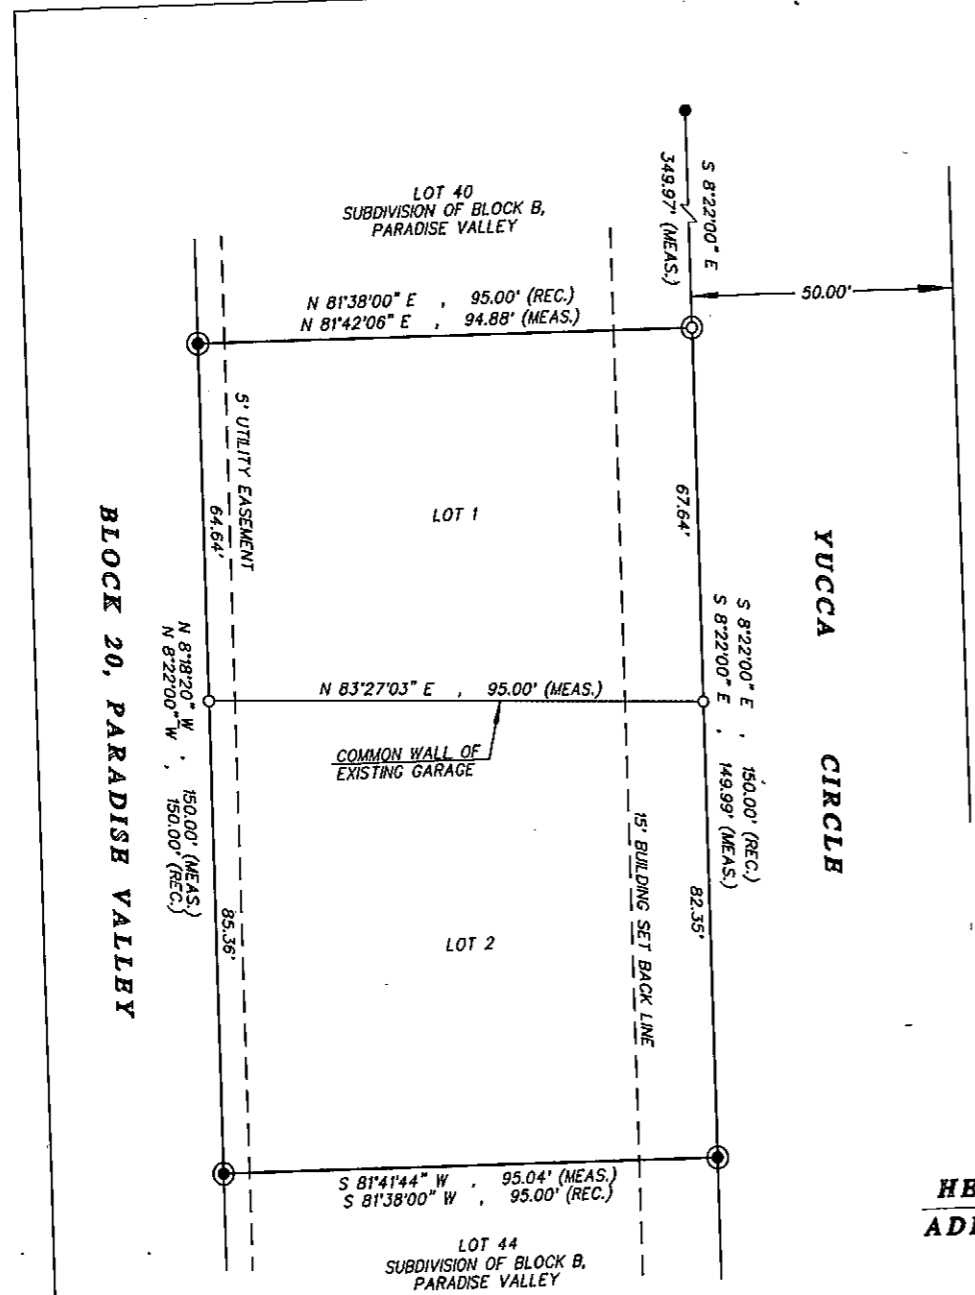 LOT 40
SUBDIVISION OF BLOCK B,
PARADISE VALLEY
S 8°22'00" E
349.97' (MEAS.)
50.00'
N 81°38'00" E , 95.00' (REC.)
N 81°42'06" E , 94.88' (MEAS.)
5' UTILITY EASEMENT
64.64'
LOT 1
67.64'
YUCCA CIRCLE
BLOCK 20, PARADISE VALLEY
N 8°18'20" W , 150.00' (MEAS.)
N 8°22'00" W , 150.00' (REC.)
N 83°27'03" E , 95.00' (MEAS.)
S 8°22'00" E , 150.00' (REC.)
S 8°22'00" E , 149.99' (MEAS.)
COMMON WALL OF
EXISTING GARAGE
15' BUILDING SET BACK LINE
82.35'
85.36'
LOT 2
S 81°41'44" W , 95.04' (MEAS.)
S 81°38'00" W , 95.00' (REC.)
LOT 44
SUBDIVISION OF BLOCK B,
PARADISE VALLEY